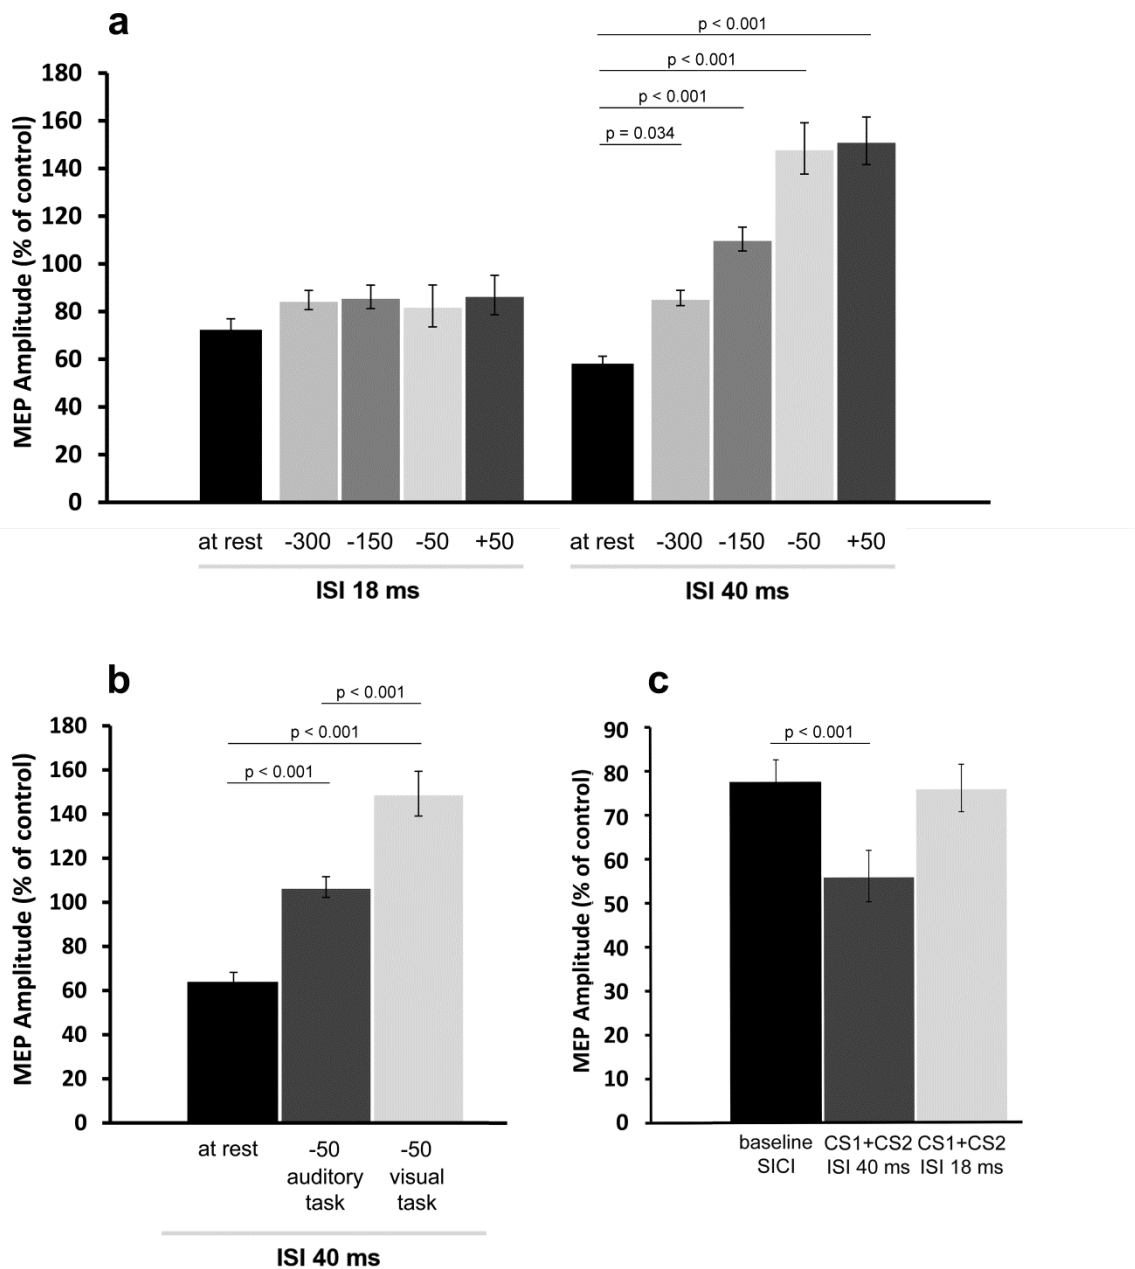 a
p < 0.001
p < 0.001
p < 0.001
p = 0.034
MEP Amplitude (% of control)
180
160
140
120
100
80
60
40
20
0
at rest -300 -150 -50 +50 at rest -300 -150 -50 +50
ISI 18 ms ISI 40 ms
b
p < 0.001
p < 0.001
p < 0.001
MEP Amplitude (% of control)
180
160
140
120
100
80
60
40
20
0
at rest -50 -50
auditory visual
task task
ISI 40 ms
c
p < 0.001
MEP Amplitude (% of control)
90
80
70
60
50
40
30
20
10
0
baseline CS1+CS2 CS1+CS2
SICI ISI 40 ms ISI 18 ms